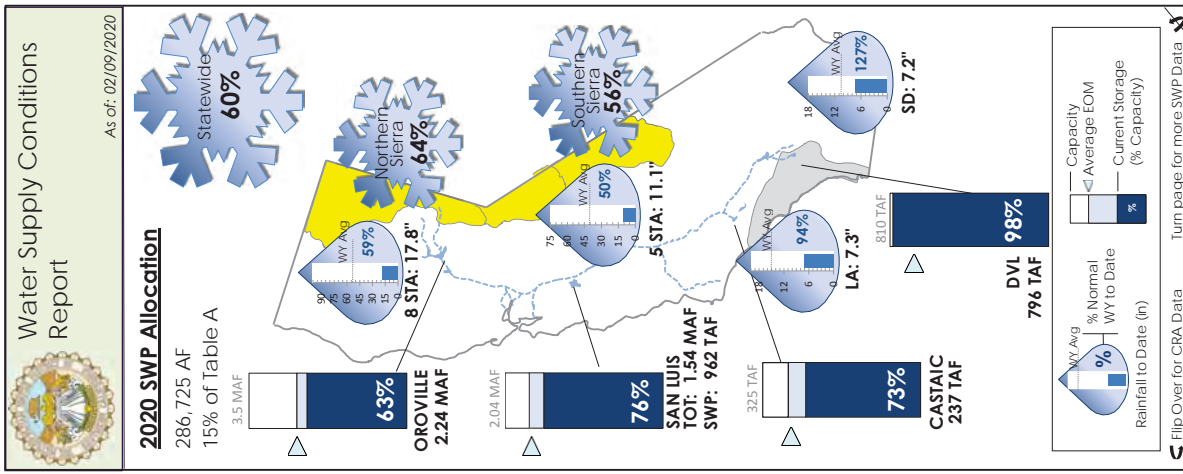 Water Supply Conditions
Report
As of: 02/09/2020
2020 SWP Allocation
286,725 AF
15% of Table A
Statewide
60%
Northern
Sierra
64%
Southern
Sierra
56%
90
75
60
45
30
15
0
WY Avg
59%
8 STA: 17.8"
75
60
45
30
15
0
WY Avg
50%
5 STA: 11.1"
18
12
6
0
WY Avg
94%
LA: 7.3"
18
12
6
0
WY Avg
127%
SD: 7.2"
3.5 MAF
63%
OROVILLE
2.24 MAF
2.04 MAF
76%
SAN LUIS
TOT: 1.54 MAF
SWP: 962 TAF
325 TAF
73%
CASTAIC
237 TAF
810 TAF
98%
DVL
796 TAF
WY Avg
%
% Normal
WY to Date
Rainfall to Date (in)
%
Capacity
Average EOM
Current Storage
(% Capacity)
Flip Over for CRA Data
Turn page for more SWP Data